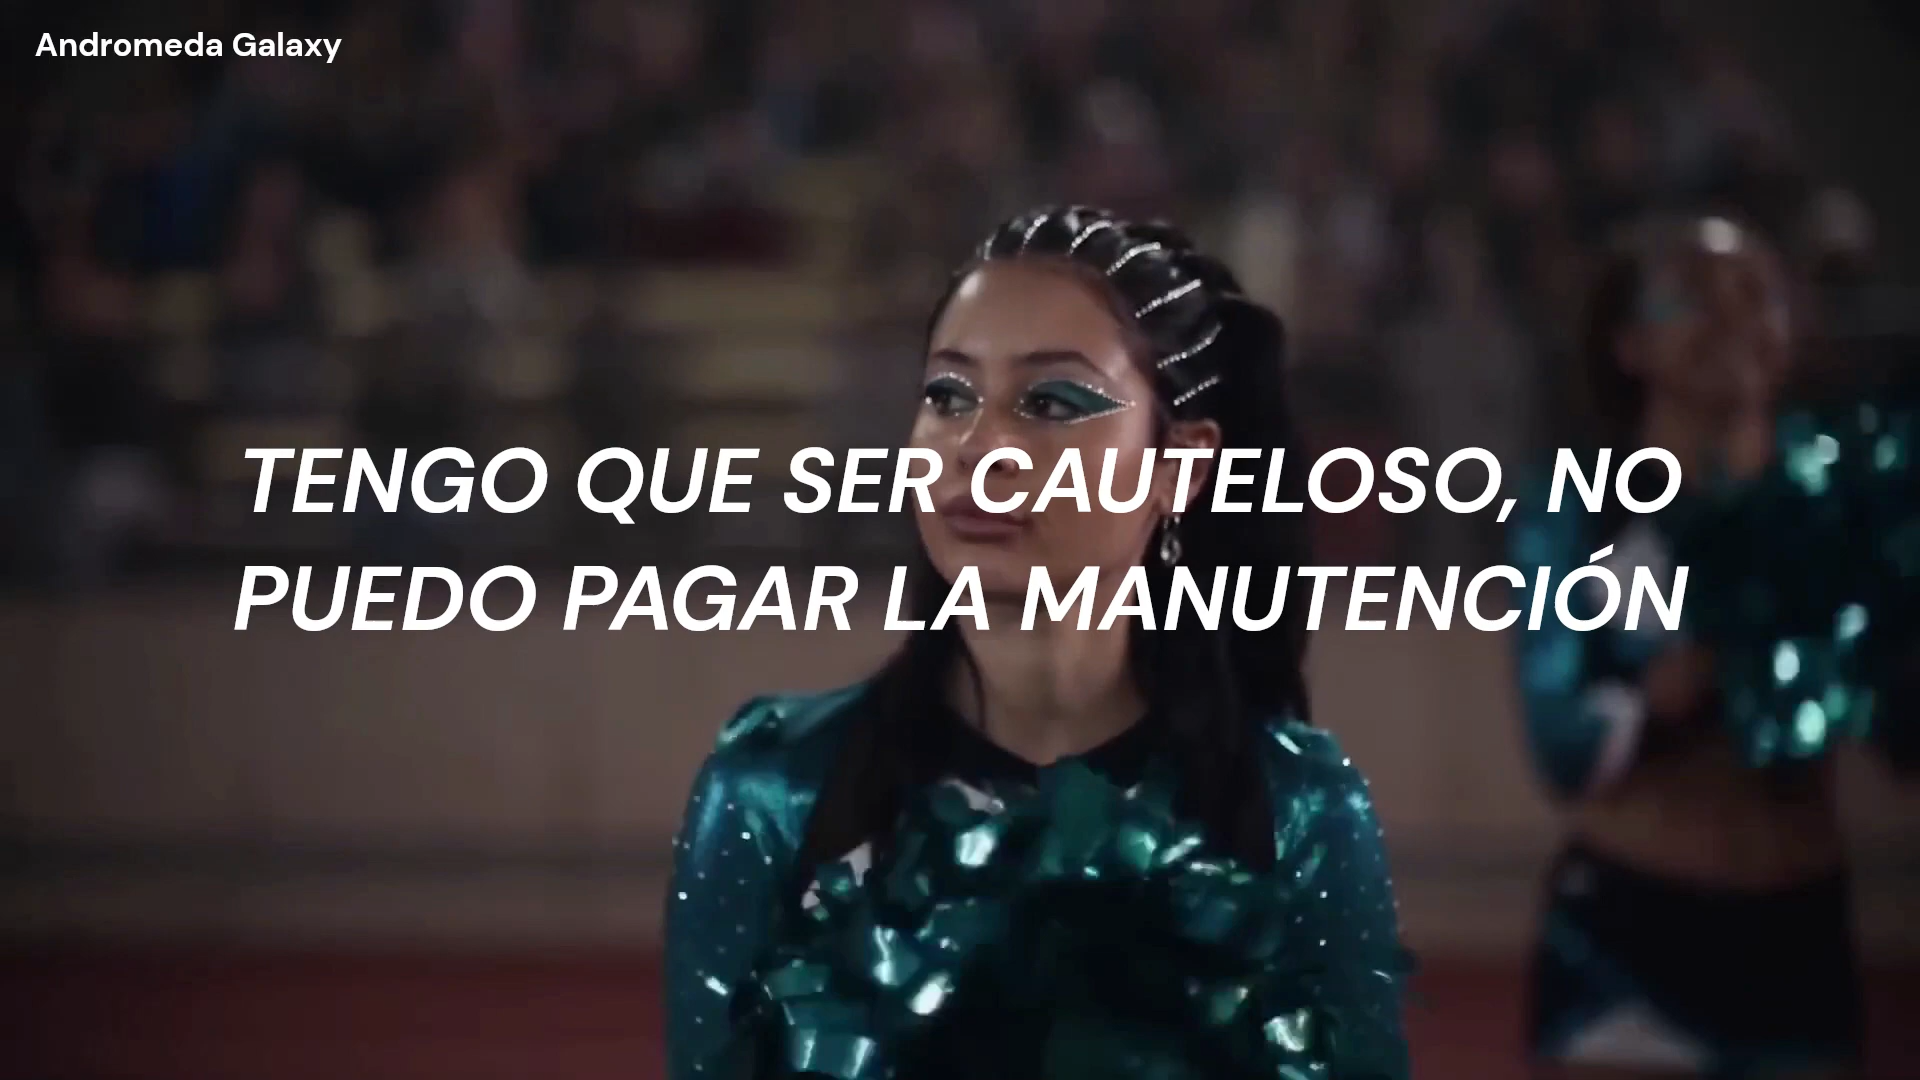 Andromeda Galaxy
TENGO QUE SER CAUTELOSO, NO
PUEDO PAGAR LA MANUTENCIÓN